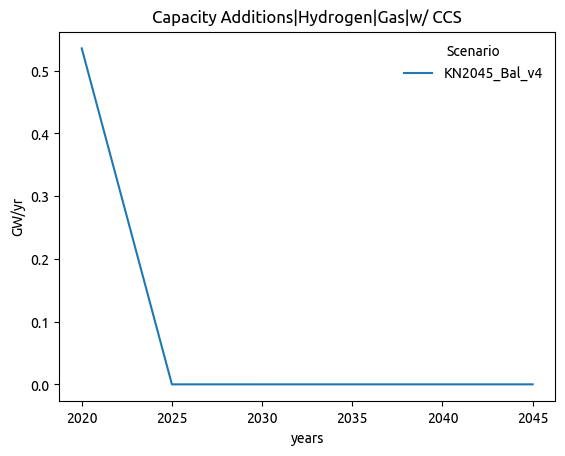 Capacity Additions|Hydrogen|Gas|w/ CCS
Scenario
KN2045_Bal_v4
GW/yr
0.5
0.4
0.3
0.2
0.1
0.0
2020 2025 2030 2035 2040 2045
years